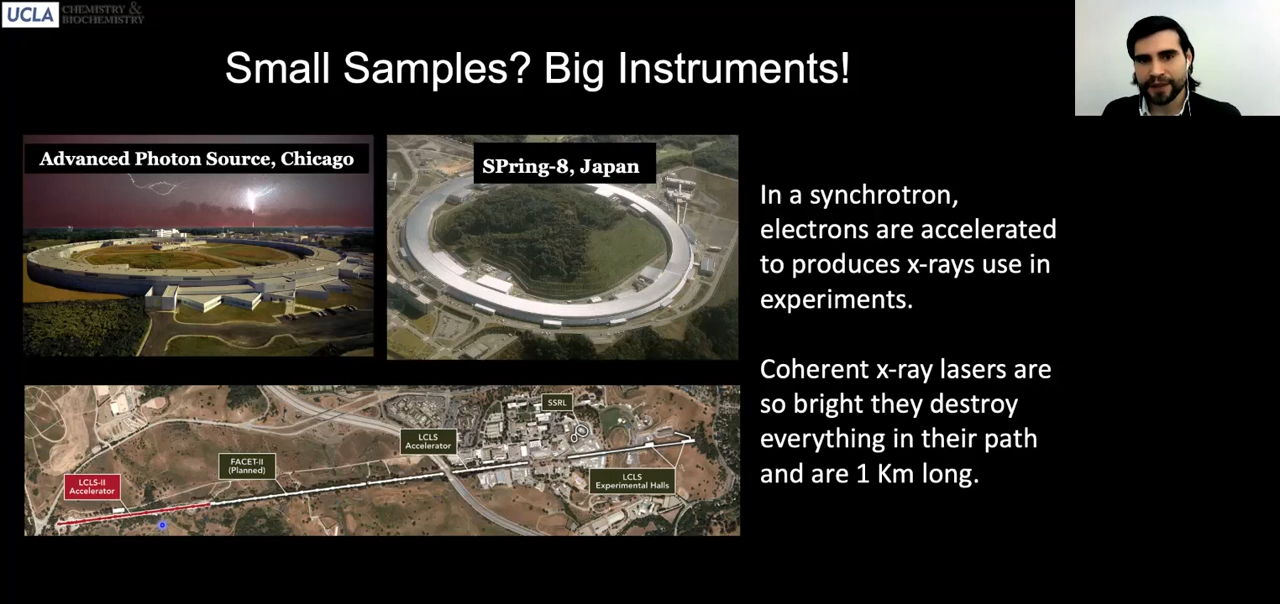 UCLA CHEMISTRY &
BIOCHEMISTRY
Small Samples? Big Instruments!
Advanced Photon Source, Chicago
SPring-8, Japan
In a synchrotron,
electrons are accelerated
to produces x-rays use in
experiments.
Coherent x-ray lasers are
so bright they destroy
everything in their path
and are 1 Km long.
SSRL
LCLS
Accelerator
FACET-II
(Planned)
LCLS-II
Accelerator
LCLS
Experimental Halls